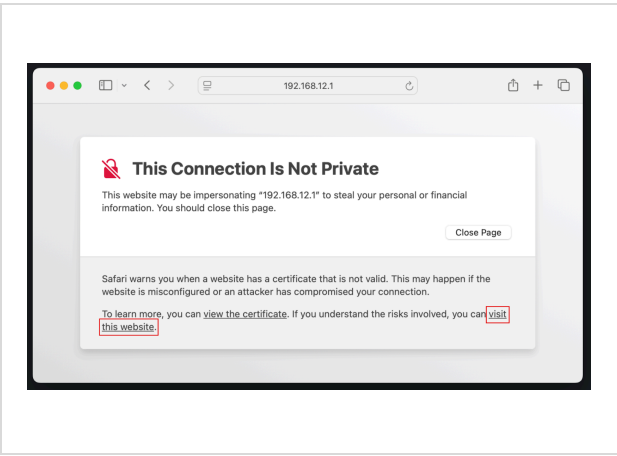 192.168.12.1
This Connection Is Not Private
This website may be impersonating “192.168.12.1” to steal your personal or financial
information. You should close this page.
Close Page
Safari warns you when a website has a certificate that is not valid. This may happen if the
website is misconfigured or an attacker has compromised your connection.
To learn more, you can view the certificate. If you understand the risks involved, you can visit
this website.